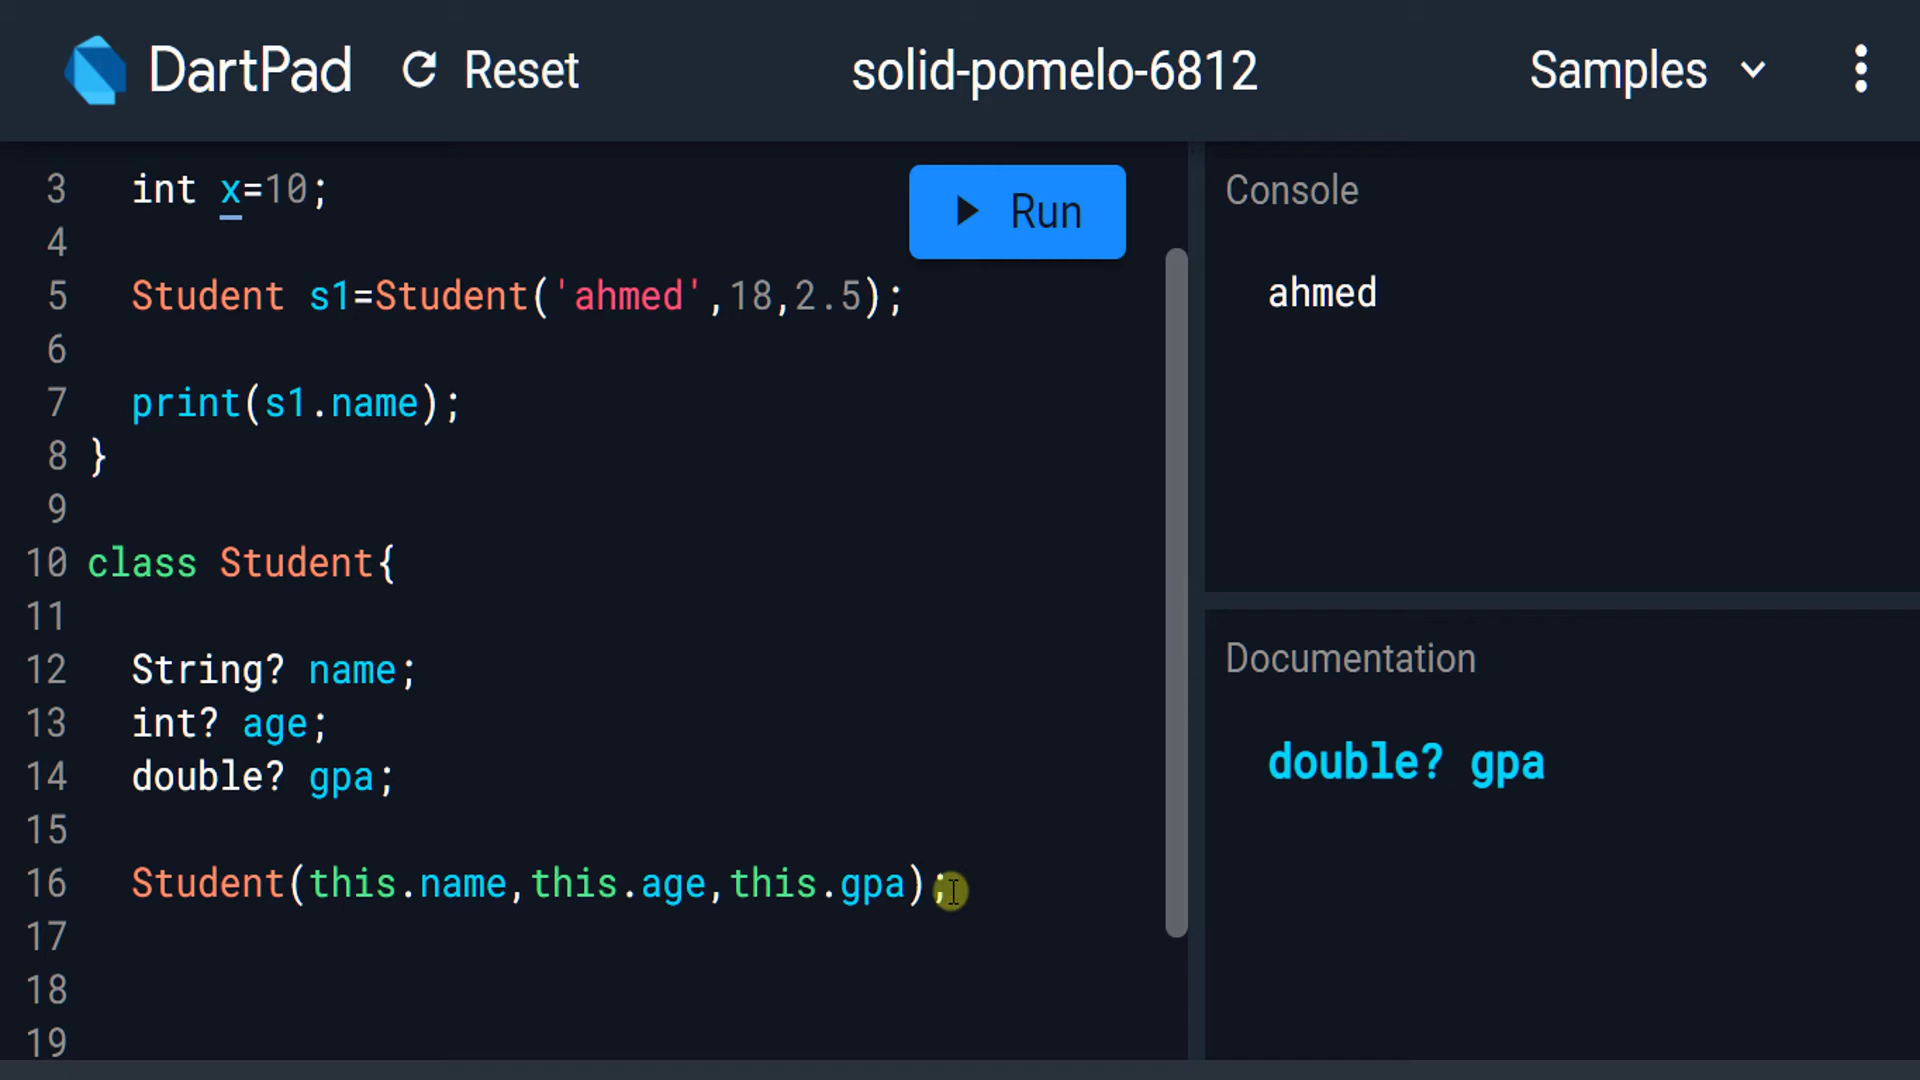 DartPad Reset solid-pomelo-6812 Samples
3 int x=10;
Run
4
5 Student s1=Student('ahmed',18,2.5);
6
7 print(s1.name);
8 }
9
10 class Student{
11
12 String? name;
13 int? age;
14 double? gpa;
15
16 Student(this.name,this.age,this.gpa);
17
18
19
Console
ahmed
Documentation
double? gpa